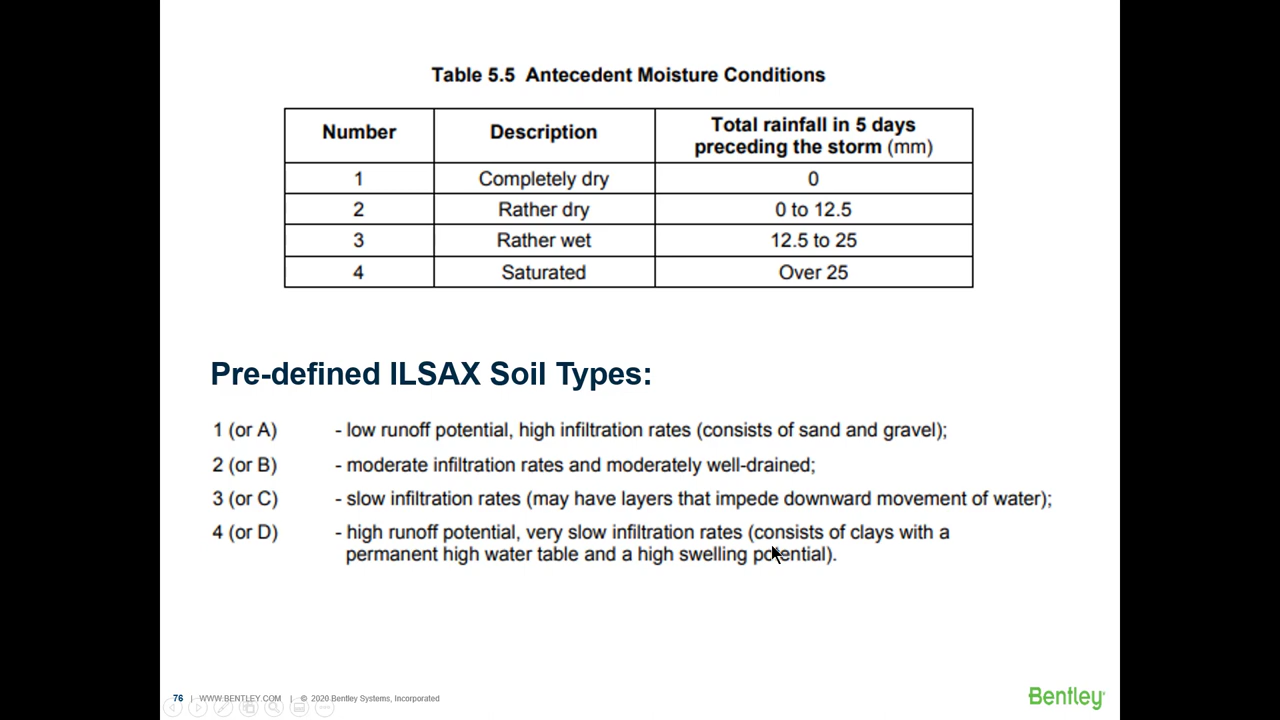 Table 5.5 Antecedent Moisture Conditions
Number Description Total rainfall in 5 days preceding the storm (mm)
1 Completely dry 0
2 Rather dry 0 to 12.5
3 Rather wet 12.5 to 25
4 Saturated Over 25
Pre-defined ILSAX Soil Types:
1 (or A) - low runoff potential, high infiltration rates (consists of sand and gravel);
2 (or B) - moderate infiltration rates and moderately well-drained;
3 (or C) - slow infiltration rates (may have layers that impede downward movement of water);
4 (or D) - high runoff potential, very slow infiltration rates (consists of clays with a
permanent high water table and a high swelling potential).
76 | WWW.BENTLEY.COM | © 2020 Bentley Systems, Incorporated
Bentley